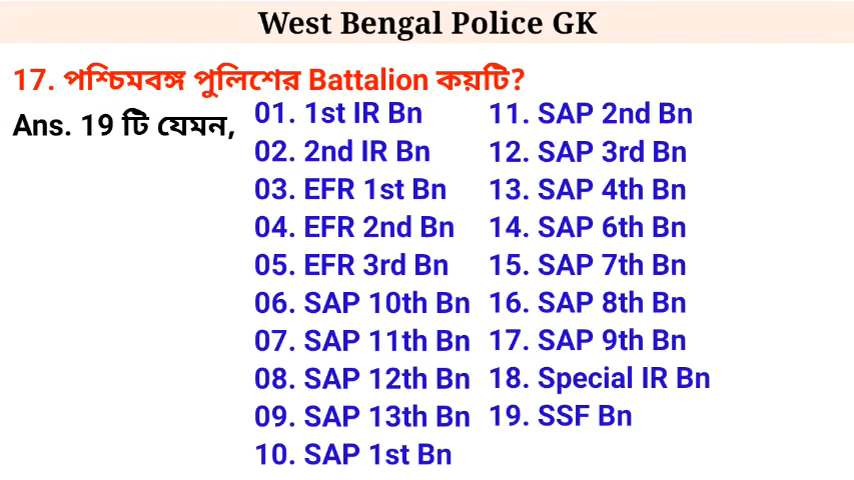 West Bengal Police GK
17. পশ্চিমবঙ্গ পুলিশের Battalion কয়টি?
Ans. 19 টি যেমন,
01. 1st IR Bn
02. 2nd IR Bn
03. EFR 1st Bn
04. EFR 2nd Bn
05. EFR 3rd Bn
06. SAP 10th Bn
07. SAP 11th Bn
08. SAP 12th Bn
09. SAP 13th Bn
10. SAP 1st Bn
11. SAP 2nd Bn
12. SAP 3rd Bn
13. SAP 4th Bn
14. SAP 6th Bn
15. SAP 7th Bn
16. SAP 8th Bn
17. SAP 9th Bn
18. Special IR Bn
19. SSF Bn